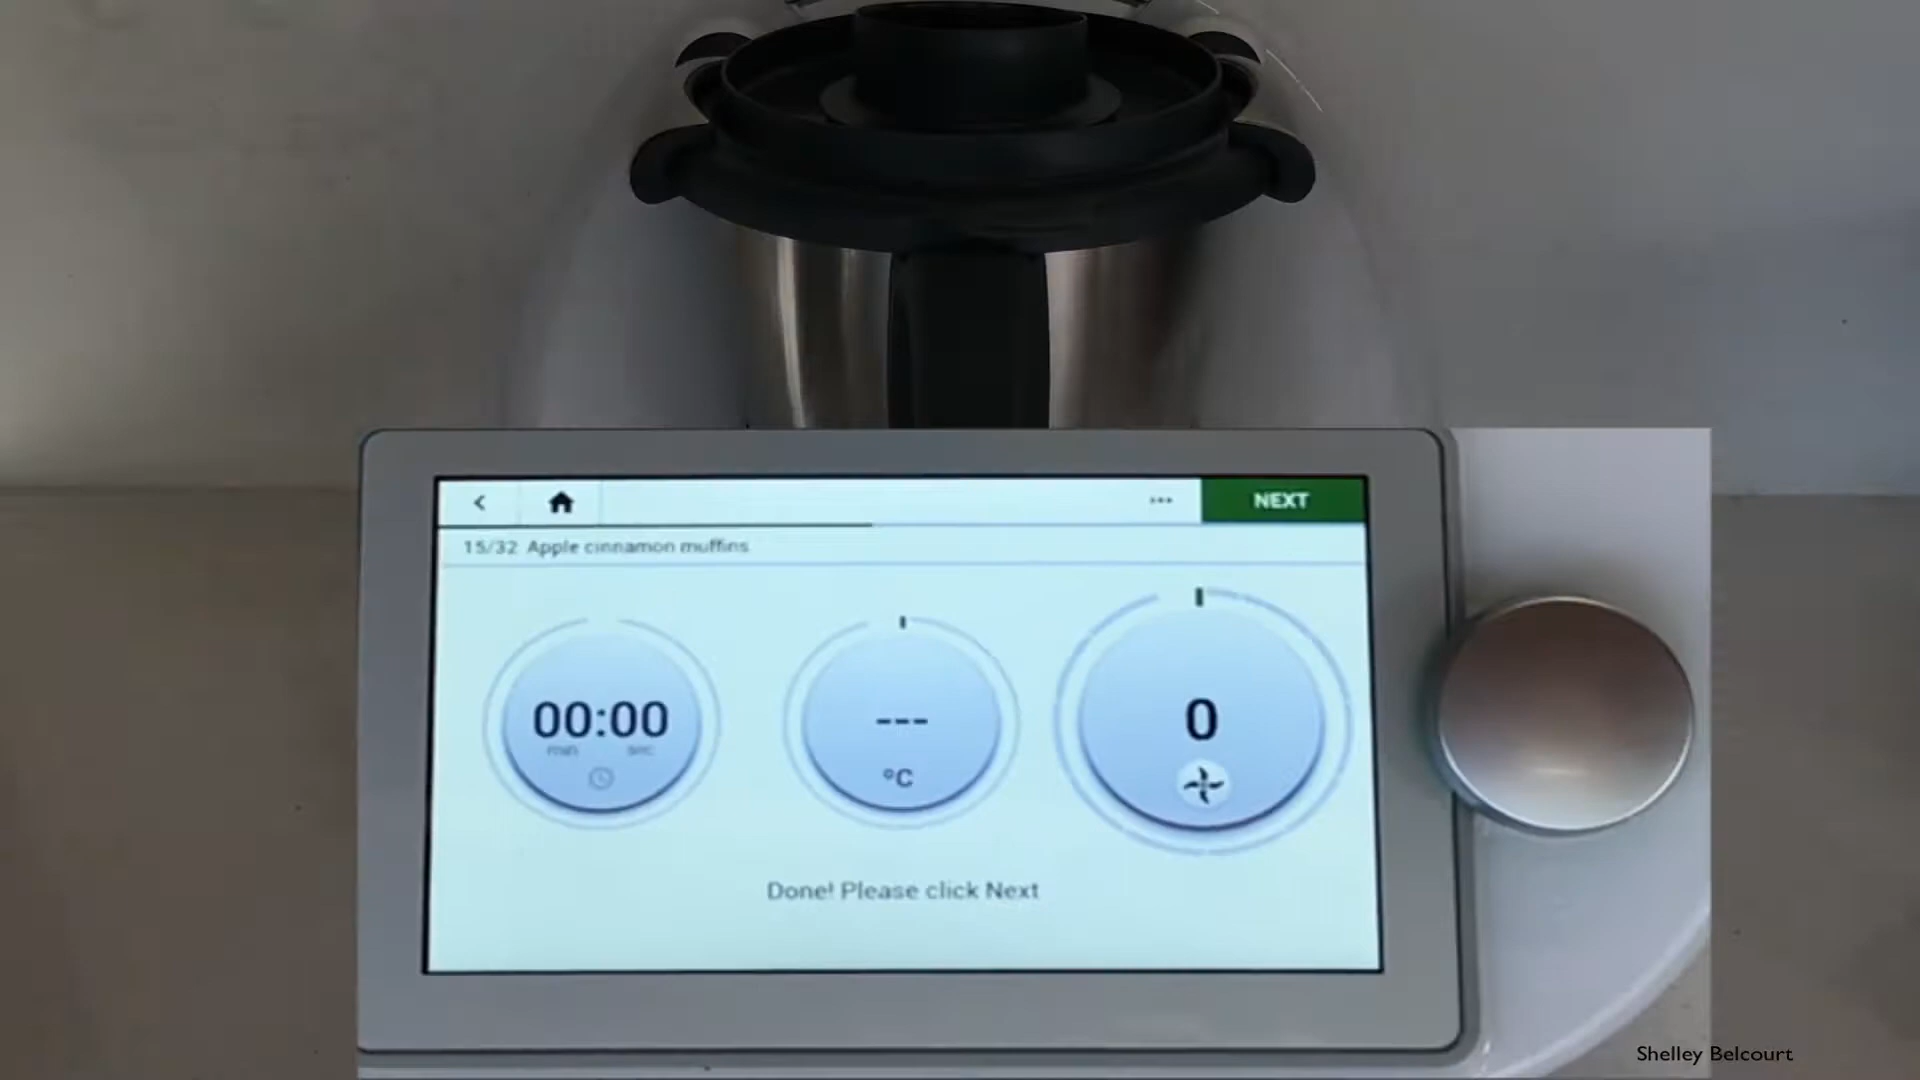 NEXT
15/32 Apple cinnamon muffins
00:00
min sec
---
°C
0
Done! Please click Next
Shelley Belcourt